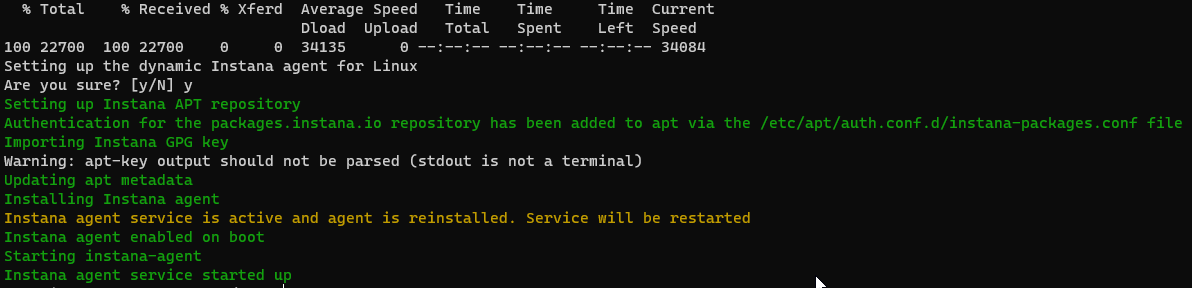 % Total % Received % Xferd Average Speed Time Time Time Current
Dload Upload Total Spent Left Speed
100 22700 100 22700 0 0 34135 0 --:--:-- --:--:-- --:--:-- 34084
Setting up the dynamic Instana agent for Linux
Are you sure? [y/N] y
Setting up Instana APT repository
Authentication for the packages.instana.io repository has been added to apt via the /etc/apt/auth.conf.d/instana-packages.conf file
Importing Instana GPG key
Warning: apt-key output should not be parsed (stdout is not a terminal)
Updating apt metadata
Installing Instana agent
Instana agent service is active and agent is reinstalled. Service will be restarted
Instana agent enabled on boot
Starting instana-agent
Instana agent service started up